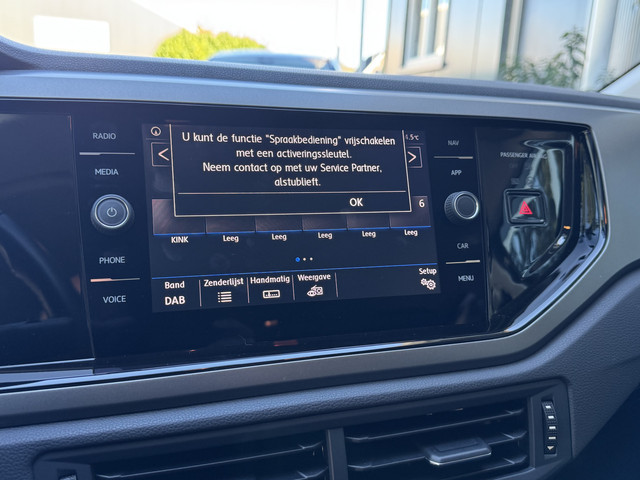 RADIO
MEDIA
PHONE
VOICE
U kunt de functie "Spraakbediening" vrijschakelen
met een activeringssleutel.
Neem contact op met uw Service Partner,
alstublieft.
OK
.5°C
<
>
6
KINK Leeg Leeg Leeg Leeg Leeg
Band Zenderlijst Handmatig Weergave Setup
DAB
NAV
APP
CAR
MENU
PASSENGER